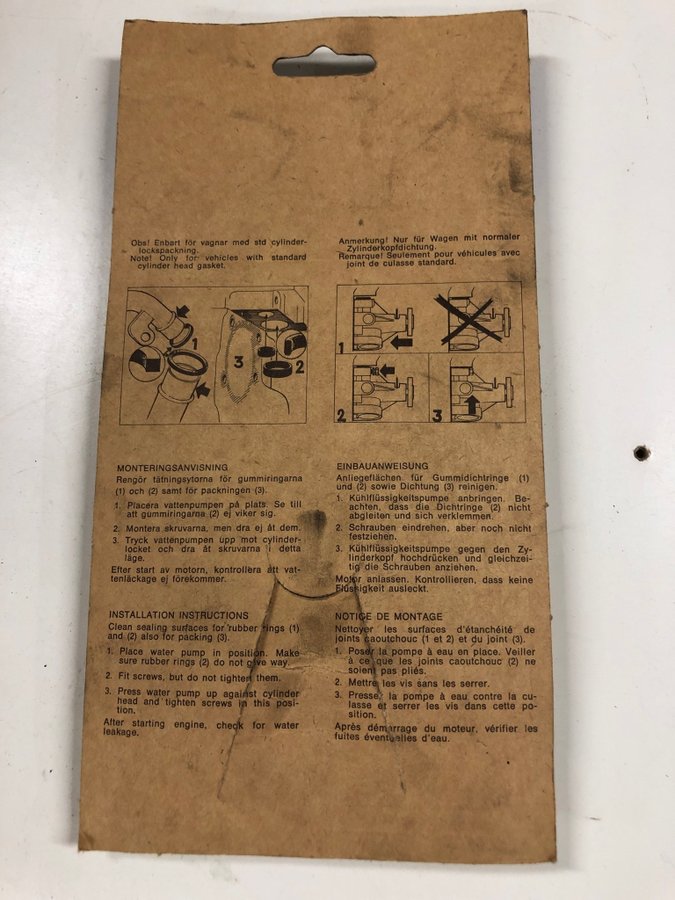 Obs! Enbart för vagnar med std cylinder-
lockspackning.
Note! Only for vehicles with standard
cylinder head gasket.
Anmerkung! Nur für Wagen mit normaler
Zylinderkopfdichtung.
Remarque! Seulement pour véhicules avec
joint de culasse standard.
1
3
2
1
2
3
MONTERINGSANVISNING
Rengör tätningsytorna för gummiringarna
(1) och (2) samt för packningen (3).
1. Placera vattenpumpen på plats. Se till
att gummiringarna (2) ej viker sig.
2. Montera skruvarna, men dra ej åt dem.
3. Tryck vattenpumpen upp mot cylinder-
locket och dra åt skruvarna i detta
läge.
Efter start av motorn, kontrollera att vat-
tenläckage ej förekommer.
EINBAUANWEISUNG
Anliegeflächen für Gummidichtringe (1)
und (2) sowie Dichtung (3) reinigen.
1. Kühlflüssigkeitspumpe anbringen. Be-
achten, dass die Dichtringe (2) nicht
abgleiten und sich verklemmen.
2. Schrauben eindrehen, aber noch nicht
festziehen.
3. Kühlflüssigkeitspumpe gegen den Zy-
linderkopf hochdrücken und gleichzei-
tig die Schrauben anziehen.
Motor anlassen. Kontrollieren, dass keine
Flüssigkeit ausleckt.
INSTALLATION INSTRUCTIONS
Clean sealing surfaces for rubber rings (1)
and (2) also for packing (3).
1. Place water pump in position. Make
sure rubber rings (2) do not give way.
2. Fit screws, but do not tighten them.
3. Press water pump up against cylinder
head and tighten screws in this posi-
tion.
After starting engine, check for water
leakage.
NOTICE DE MONTAGE
Nettoyer les surfaces d'étanchéité de
joints caoutchouc (1 et 2) et du joint (3).
1. Poser la pompe à eau en place. Veiller
à ce que les joints caoutchouc (2) ne
soient pas pliés.
2. Mettre les vis sans les serrer.
3. Presser la pompe à eau contre la cu-
lasse et serrer les vis dans cette po-
sition.
Après démarrage du moteur, vérifier les
fuites éventuelles d'eau.